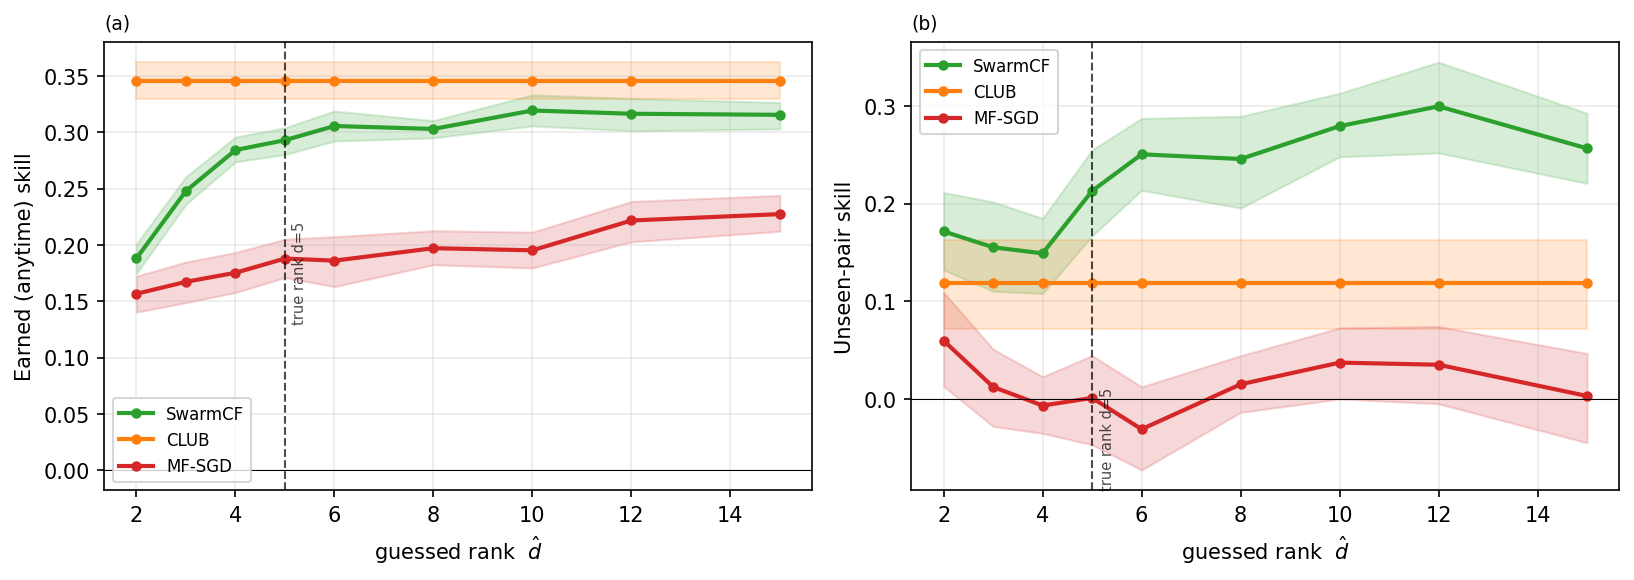 (a)
Earned (anytime) skill
0.35
0.30
0.25
0.20
0.15
0.10
0.05
0.00
true rank d=5
SwarmCF
CLUB
MF-SGD
2 4 6 8 10 12 14
guessed rank d̂
(b)
Unseen-pair skill
0.3
0.2
0.1
0.0
SwarmCF
CLUB
MF-SGD
true rank d=5
2 4 6 8 10 12 14
guessed rank d̂